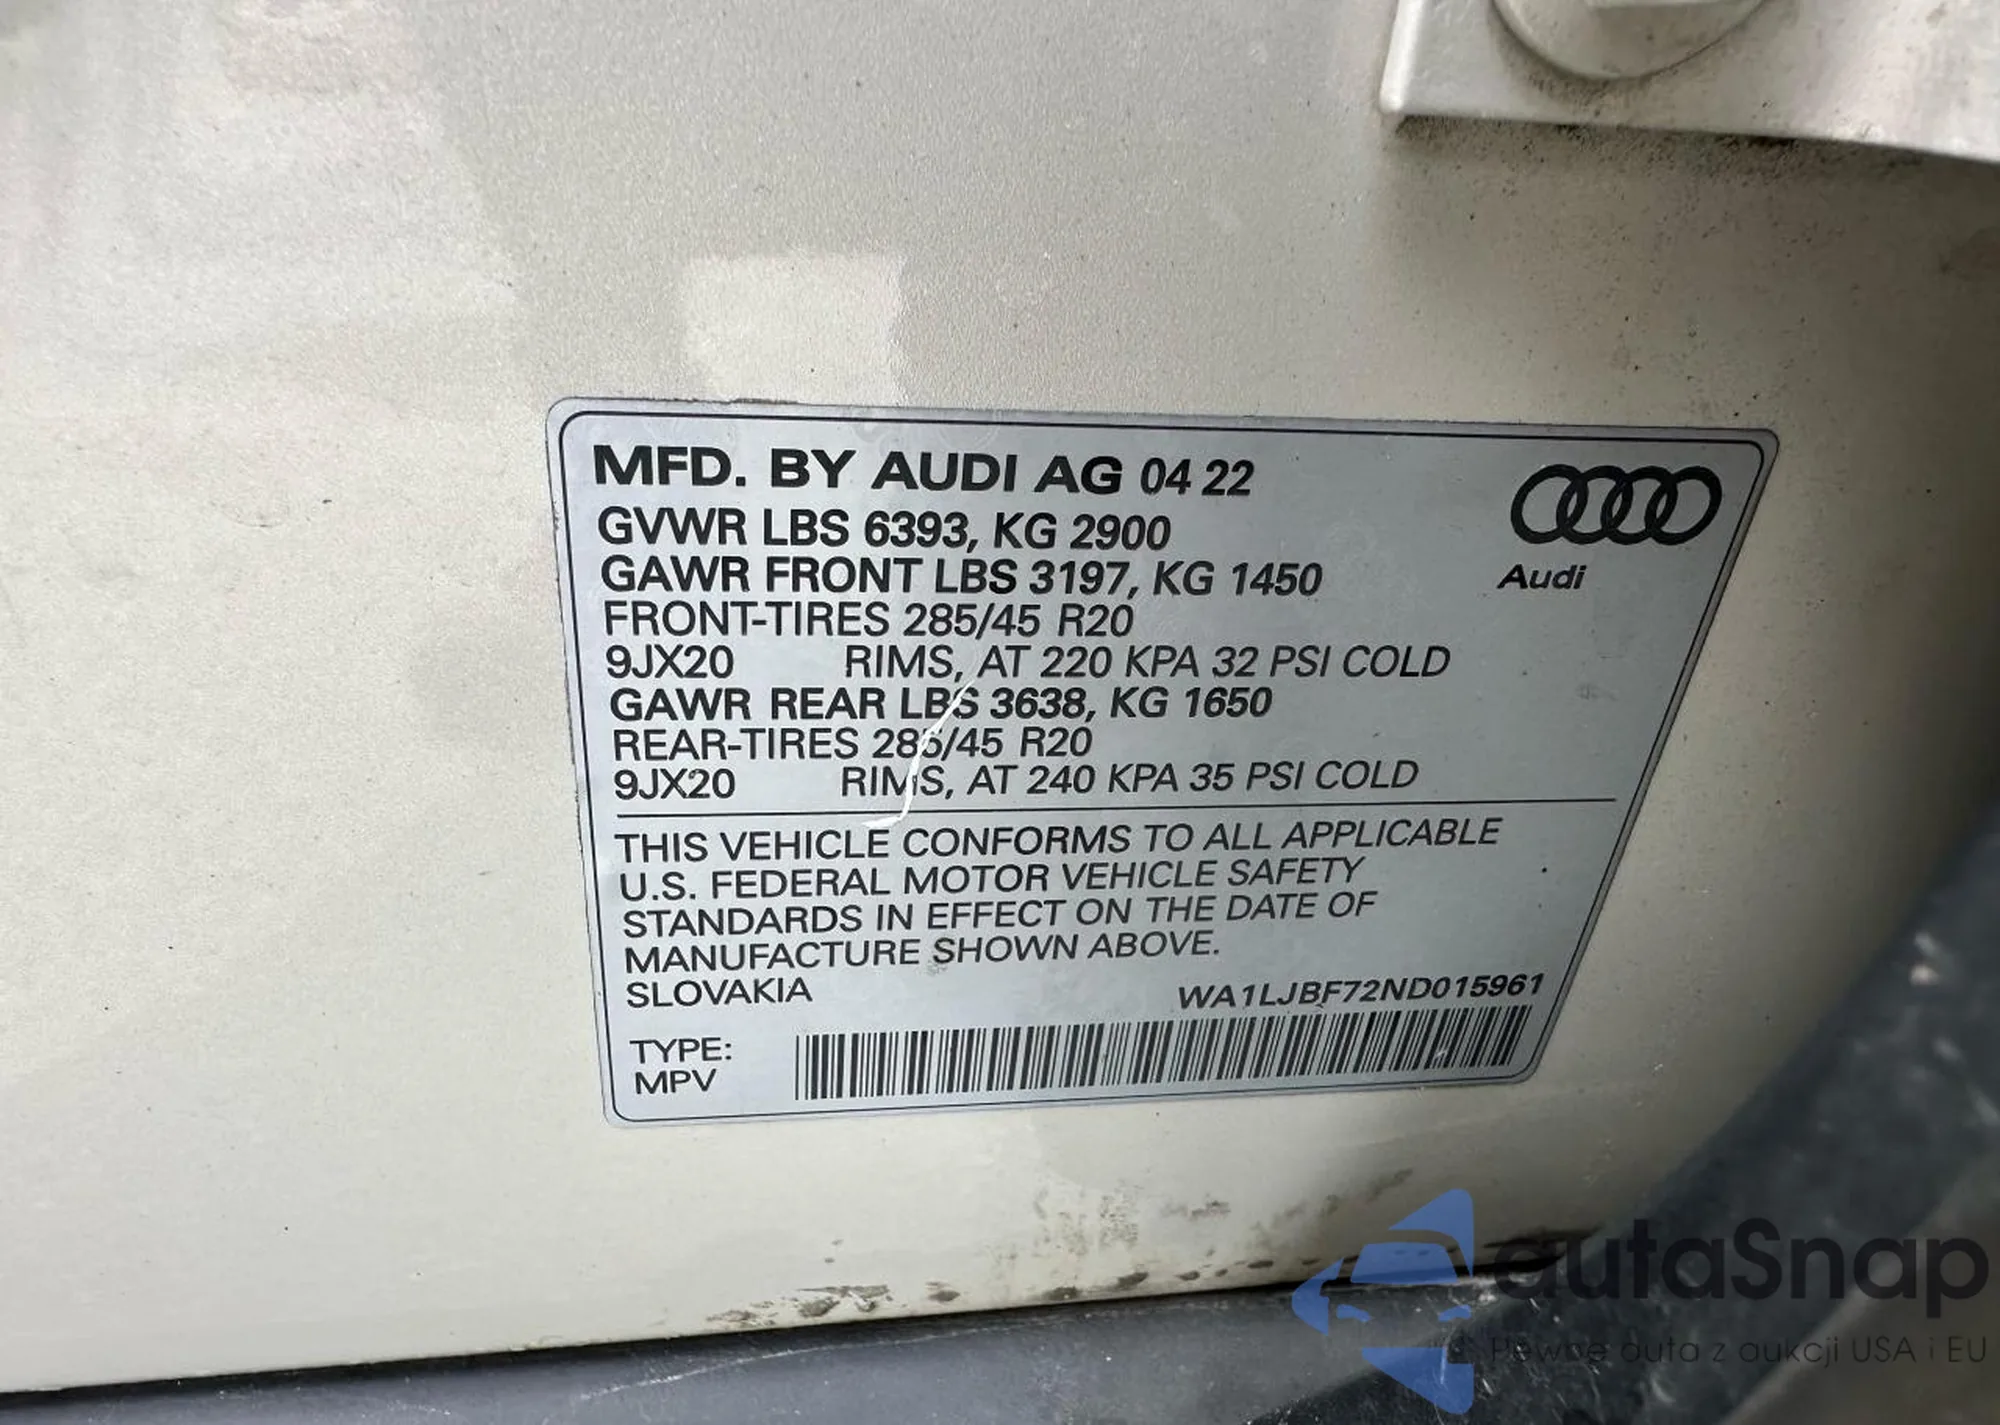 MFD. BY AUDI AG 04 22
GVWR LBS 6393, KG 2900
GAWR FRONT LBS 3197, KG 1450
FRONT-TIRES 285/45 R20
9JX20 RIMS, AT 220 KPA 32 PSI COLD
GAWR REAR LBS 3638, KG 1650
REAR-TIRES 285/45 R20
9JX20 RIMS, AT 240 KPA 35 PSI COLD
Audi
THIS VEHICLE CONFORMS TO ALL APPLICABLE
U.S. FEDERAL MOTOR VEHICLE SAFETY
STANDARDS IN EFFECT ON THE DATE OF
MANUFACTURE SHOWN ABOVE.
SLOVAKIA WA1LJBF72ND015961
TYPE:
MPV
autaSnap
Pewne auta z aukcji USA i EU